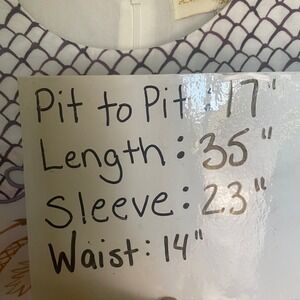 Pit to Pit: 17"
Length: 35"
Sleeve: 23"
Waist: 14"